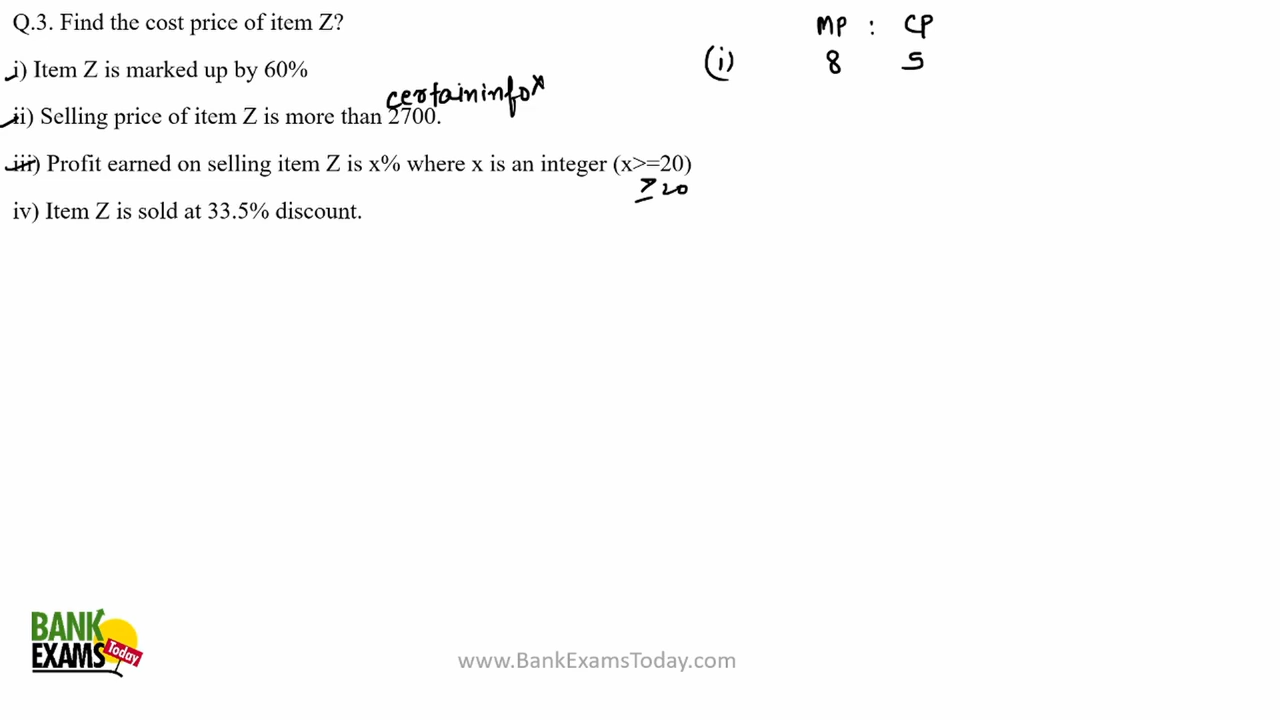 Q.3. Find the cost price of item Z?
i) Item Z is marked up by 60%
certain info x
ii) Selling price of item Z is more than 2700.
iii) Profit earned on selling item Z is x% where x is an integer (x>=20)
≥20
iv) Item Z is sold at 33.5% discount.
MP : CP
(i) 8 5
BANK
EXAMS Today
www.BankExamsToday.com